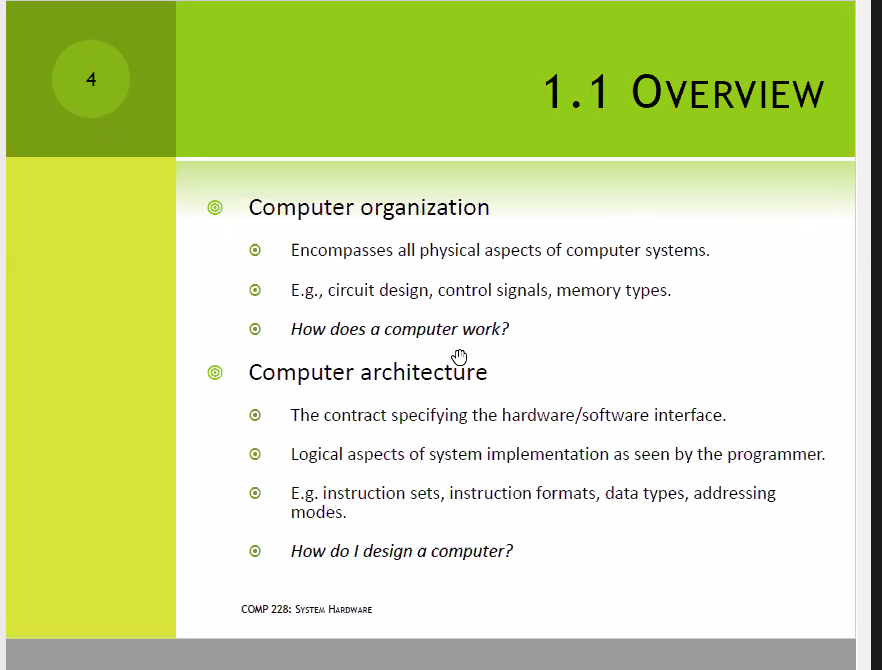 4
1.1 Overview
Computer organization
Encompasses all physical aspects of computer systems.
E.g., circuit design, control signals, memory types.
How does a computer work?
Computer architecture
The contract specifying the hardware/software interface.
Logical aspects of system implementation as seen by the programmer.
E.g. instruction sets, instruction formats, data types, addressing
modes.
How do I design a computer?
COMP 228: System Hardware